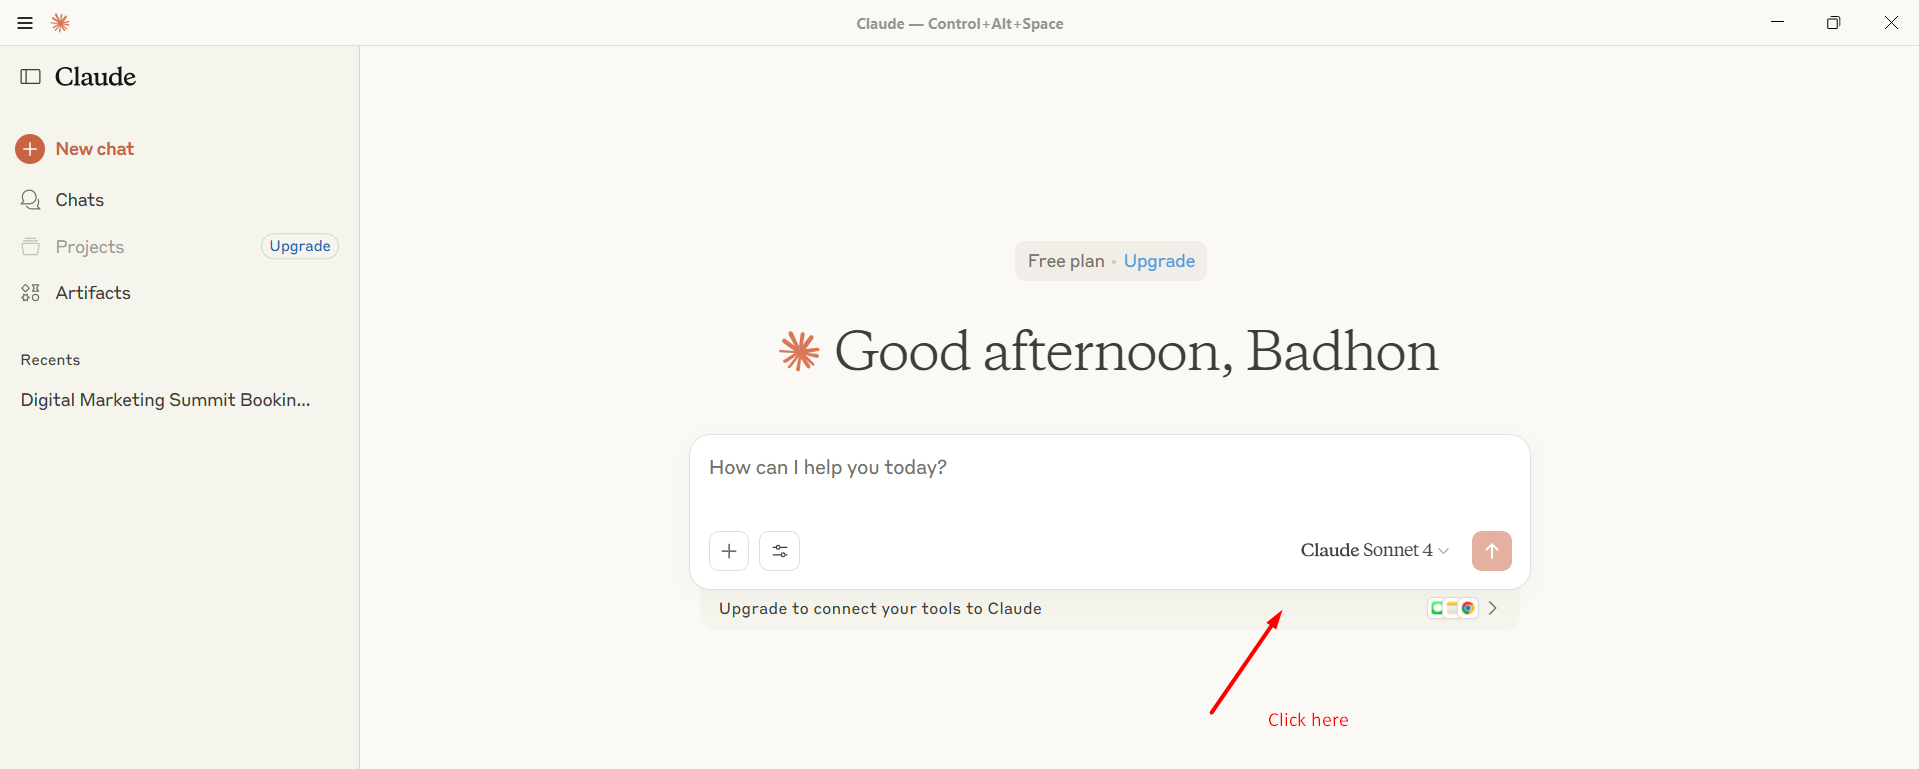 Claude — Control+Alt+Space
Claude
New chat
Chats
Projects
Upgrade
Artifacts
Recents
Digital Marketing Summit Bookin...
Free plan • Upgrade
Good afternoon, Badhon
How can I help you today?
Claude Sonnet 4
Upgrade to connect your tools to Claude
Click here